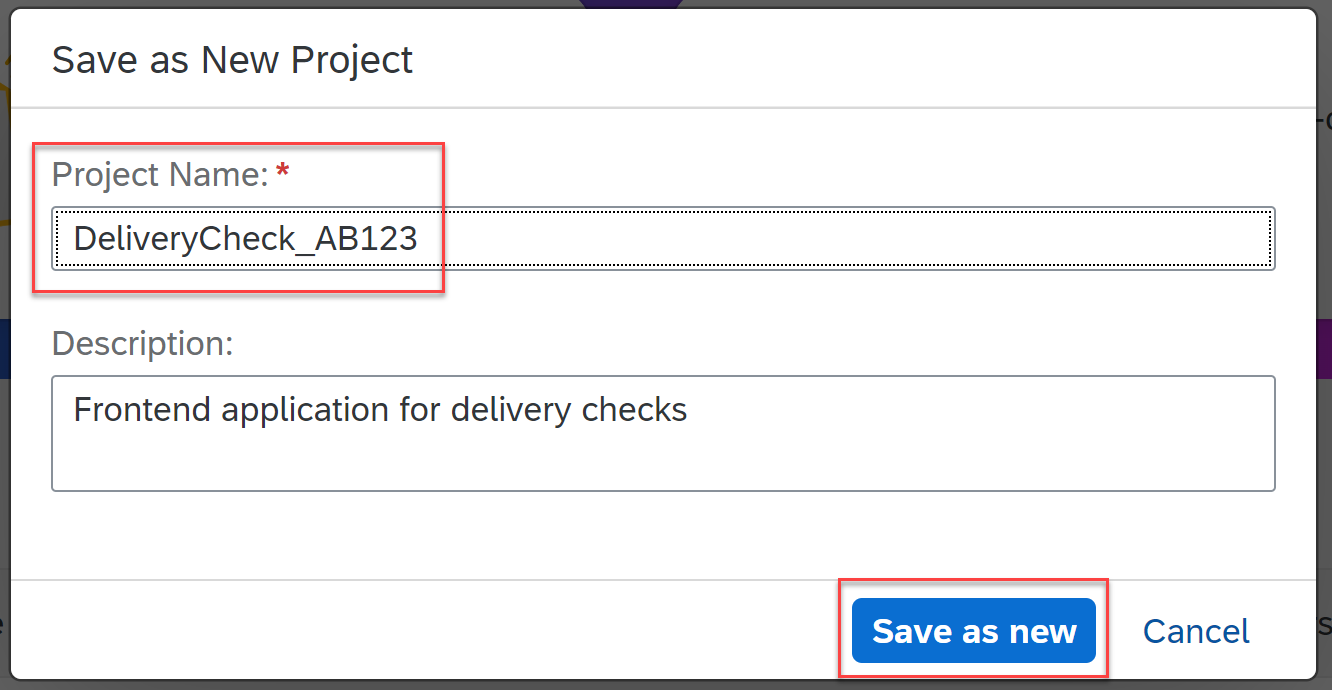 Save as New Project
Project Name: *
DeliveryCheck_AB123
Description:
Frontend application for delivery checks
Save as new
Cancel